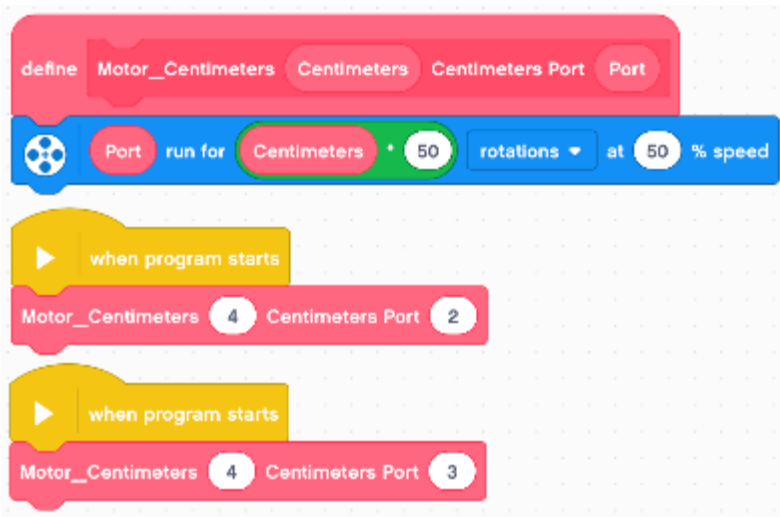 define Motor_Centimeters Centimeters Centimeters Port Port
Port run for Centimeters * 50 rotations at 50 % speed
when program starts
Motor_Centimeters 4 Centimeters Port 2
when program starts
Motor_Centimeters 4 Centimeters Port 3